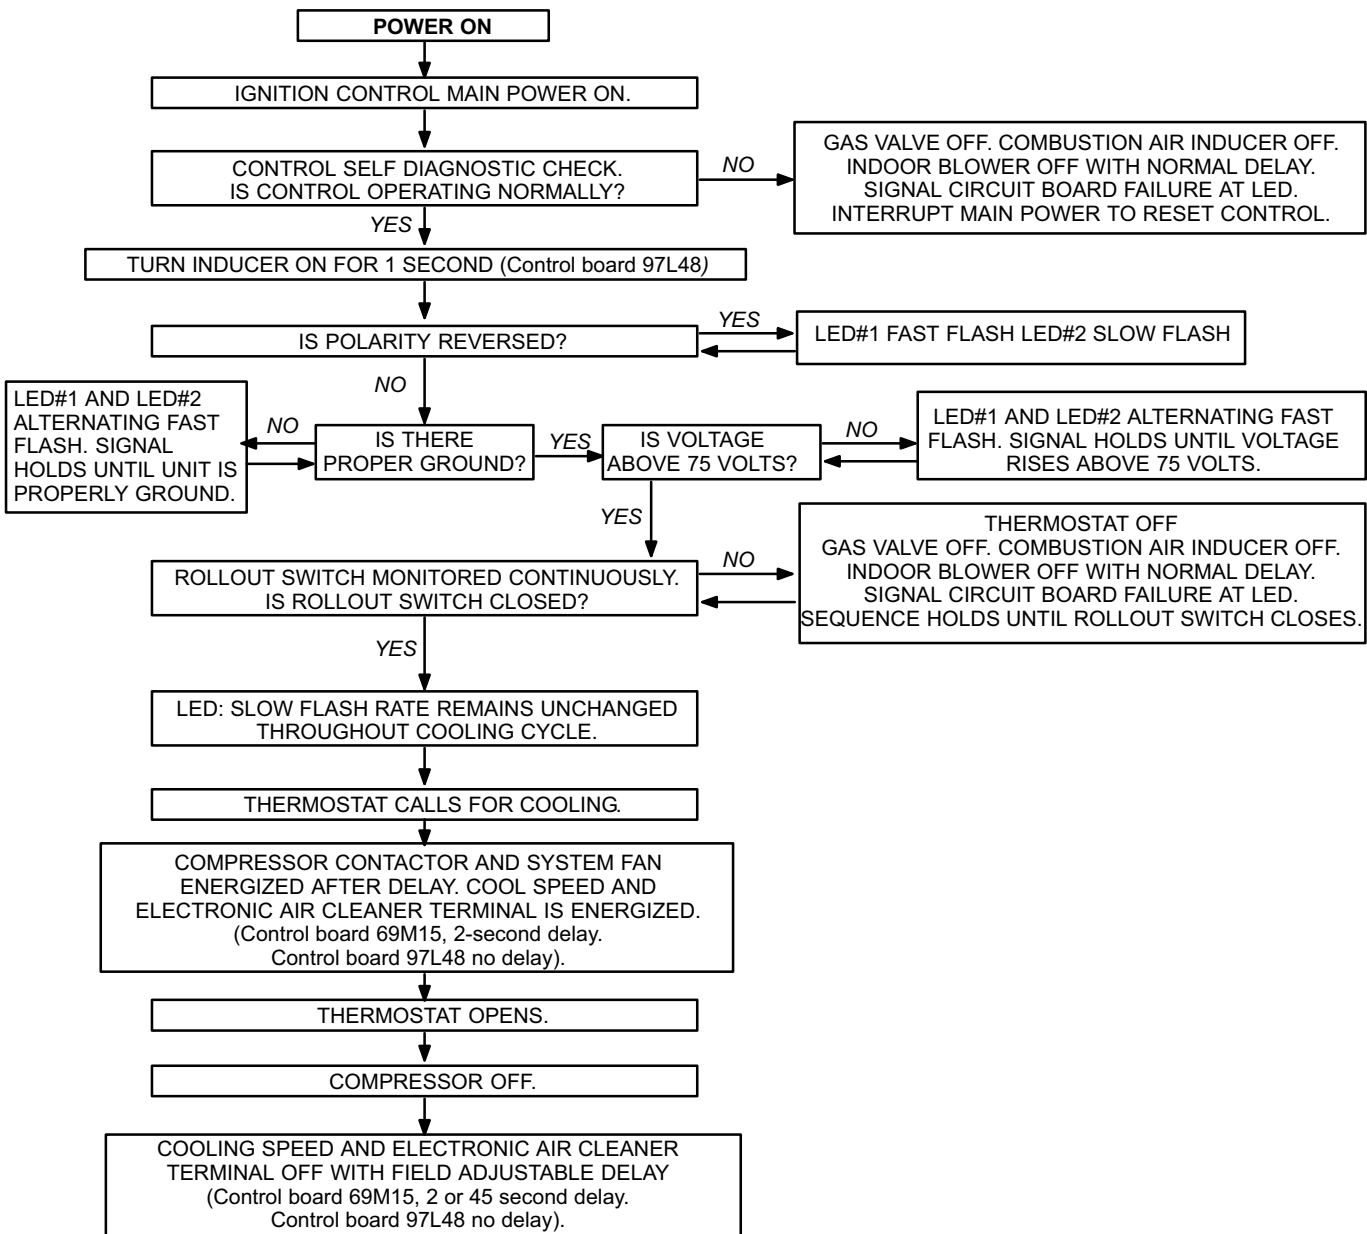 POWER ON
IGNITION CONTROL MAIN POWER ON.
CONTROL SELF DIAGNOSTIC CHECK.
IS CONTROL OPERATING NORMALLY?
NO
GAS VALVE OFF. COMBUSTION AIR INDUCER OFF.
INDOOR BLOWER OFF WITH NORMAL DELAY.
SIGNAL CIRCUIT BOARD FAILURE AT LED.
INTERRUPT MAIN POWER TO RESET CONTROL.
YES
TURN INDUCER ON FOR 1 SECOND (Control board 97L48)
IS POLARITY REVERSED?
YES
LED#1 FAST FLASH LED#2 SLOW FLASH
NO
LED#1 AND LED#2
ALTERNATING FAST
FLASH. SIGNAL
HOLDS UNTIL UNIT IS
PROPERLY GROUND.
NO
IS THERE
PROPER GROUND?
YES
IS VOLTAGE
ABOVE 75 VOLTS?
NO
LED#1 AND LED#2 ALTERNATING FAST
FLASH. SIGNAL HOLDS UNTIL VOLTAGE
RISES ABOVE 75 VOLTS.
YES
ROLLOUT SWITCH MONITORED CONTINUOUSLY.
IS ROLLOUT SWITCH CLOSED?
NO
THERMOSTAT OFF
GAS VALVE OFF. COMBUSTION AIR INDUCER OFF.
INDOOR BLOWER OFF WITH NORMAL DELAY.
SIGNAL CIRCUIT BOARD FAILURE AT LED.
SEQUENCE HOLDS UNTIL ROLLOUT SWITCH CLOSES.
YES
LED: SLOW FLASH RATE REMAINS UNCHANGED
THROUGHOUT COOLING CYCLE.
THERMOSTAT CALLS FOR COOLING.
COMPRESSOR CONTACTOR AND SYSTEM FAN
ENERGIZED AFTER DELAY. COOL SPEED AND
ELECTRONIC AIR CLEANER TERMINAL IS ENERGIZED.
(Control board 69M15, 2-second delay.
Control board 97L48 no delay).
THERMOSTAT OPENS.
COMPRESSOR OFF.
COOLING SPEED AND ELECTRONIC AIR CLEANER
TERMINAL OFF WITH FIELD ADJUSTABLE DELAY
(Control board 69M15, 2 or 45 second delay.
Control board 97L48 no delay).